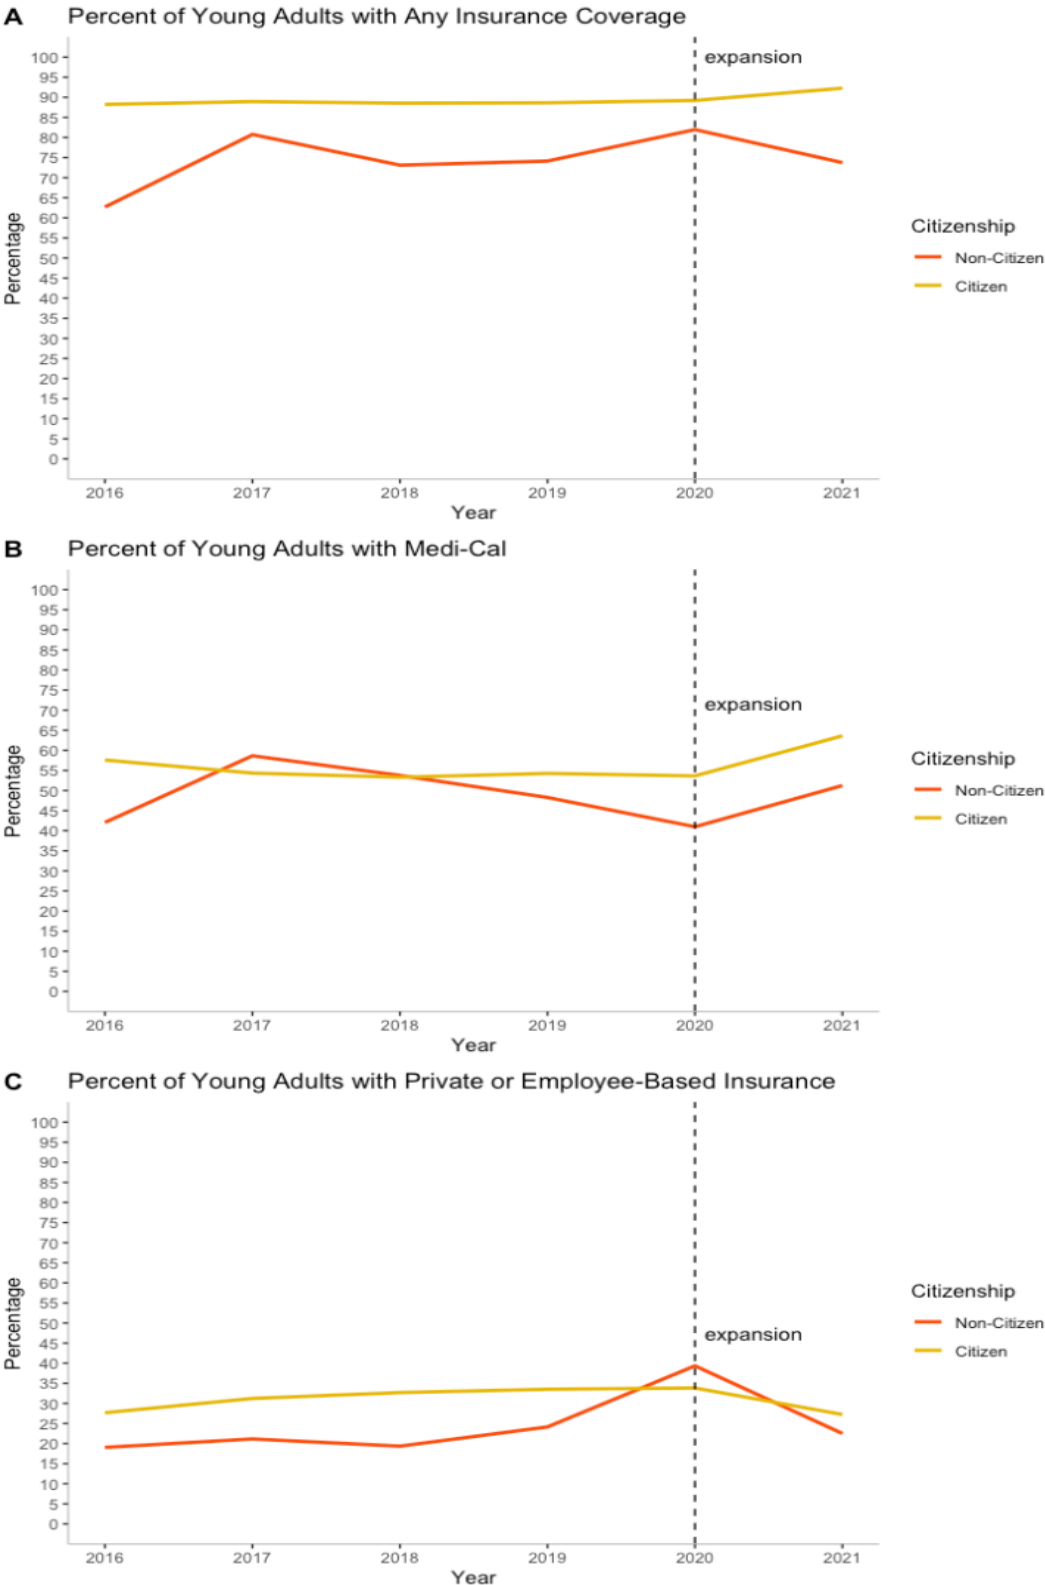 A Percent of Young Adults with Any Insurance Coverage
expansion
100
95
90
85
80
75
70
65
60
55
50
45
40
35
30
25
20
15
10
5
0
Percentage
2016 2017 2018 2019 2020 2021
Year
Citizenship
Non-Citizen
Citizen
B Percent of Young Adults with Medi-Cal
expansion
100
95
90
85
80
75
70
65
60
55
50
45
40
35
30
25
20
15
10
5
0
Percentage
2016 2017 2018 2019 2020 2021
Year
Citizenship
Non-Citizen
Citizen
C Percent of Young Adults with Private or Employee-Based Insurance
expansion
100
95
90
85
80
75
70
65
60
55
50
45
40
35
30
25
20
15
10
5
0
Percentage
2016 2017 2018 2019 2020 2021
Year
Citizenship
Non-Citizen
Citizen